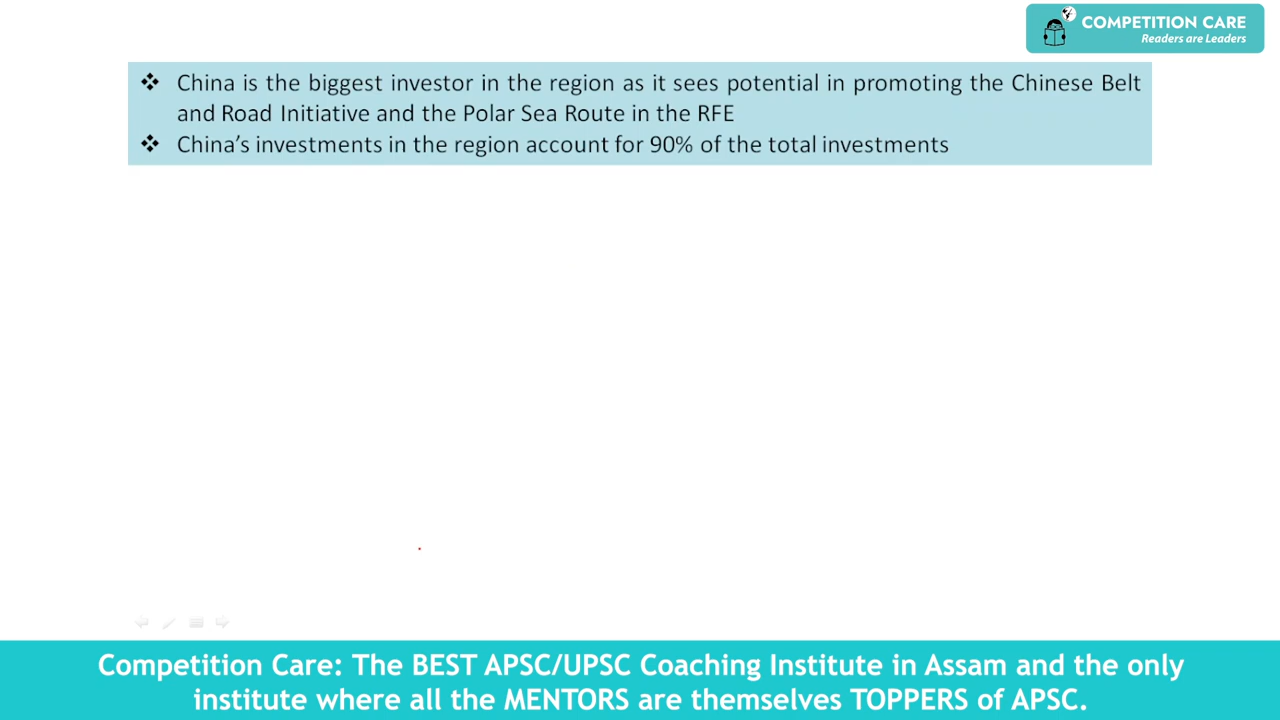 COMPETITION CARE
Readers are Leaders
❖ China is the biggest investor in the region as it sees potential in promoting the Chinese Belt
and Road Initiative and the Polar Sea Route in the RFE
❖ China’s investments in the region account for 90% of the total investments
Competition Care: The BEST APSC/UPSC Coaching Institute in Assam and the only
institute where all the MENTORS are themselves TOPPERS of APSC.